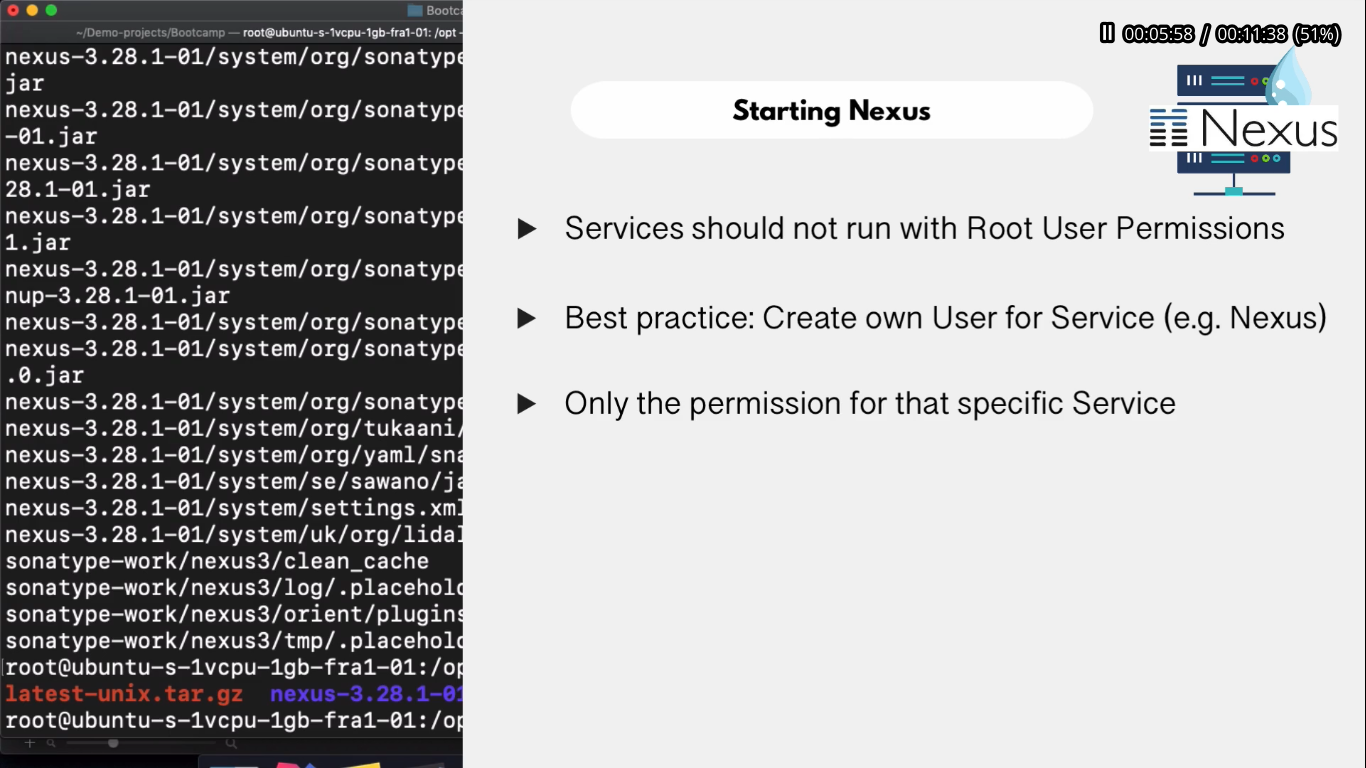 Bootca
~/Demo-projects/Bootcamp — root@ubuntu-s-1vcpu-1gb-fra1-01: /opt –
nexus-3.28.1-01/system/org/sonatype
jar
nexus-3.28.1-01/system/org/sonatype
-01.jar
nexus-3.28.1-01/system/org/sonatype
28.1-01.jar
nexus-3.28.1-01/system/org/sonatype
1.jar
nexus-3.28.1-01/system/org/sonatype
nup-3.28.1-01.jar
nexus-3.28.1-01/system/org/sonatype
nexus-3.28.1-01/system/org/sonatype
.0.jar
nexus-3.28.1-01/system/org/sonatype
nexus-3.28.1-01/system/org/tukaani/
nexus-3.28.1-01/system/org/yaml/sna
nexus-3.28.1-01/system/se/sawano/ja
nexus-3.28.1-01/system/settings.xml
nexus-3.28.1-01/system/uk/org/lidal
sonatype-work/nexus3/clean_cache
sonatype-work/nexus3/log/.placehold
sonatype-work/nexus3/orient/plugins
sonatype-work/nexus3/tmp/.placehold
root@ubuntu-s-1vcpu-1gb-fra1-01:/op
latest-unix.tar.gz nexus-3.28.1-01
root@ubuntu-s-1vcpu-1gb-fra1-01:/op
00:05:58 / 00:11:38 (51%)
Nexus
Starting Nexus
Services should not run with Root User Permissions
Best practice: Create own User for Service (e.g. Nexus)
Only the permission for that specific Service